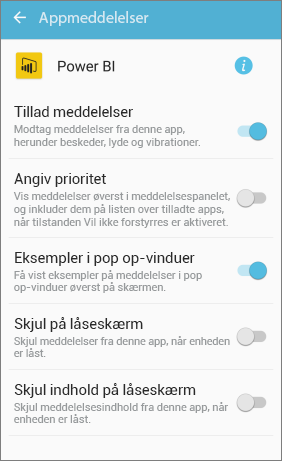 Appmeddelelser
Power BI
Tillad meddelelser
Modtag meddelelser fra denne app,
herunder beskeder, lyde og vibrationer.
Angiv prioritet
Vis meddelelser øverst i meddelelsespanelet,
og inkluder dem på listen over tilladte apps,
når tilstanden Vil ikke forstyrres er aktiveret.
Eksempler i pop op-vinduer
Få vist eksempler på meddelelser i pop
op-vinduer øverst på skærmen.
Skjul på låseskærm
Skjul meddelelser fra denne app, når enheden
er låst.
Skjul indhold på låseskærm
Skjul meddelelsesindhold fra denne app, når
enheden er låst.